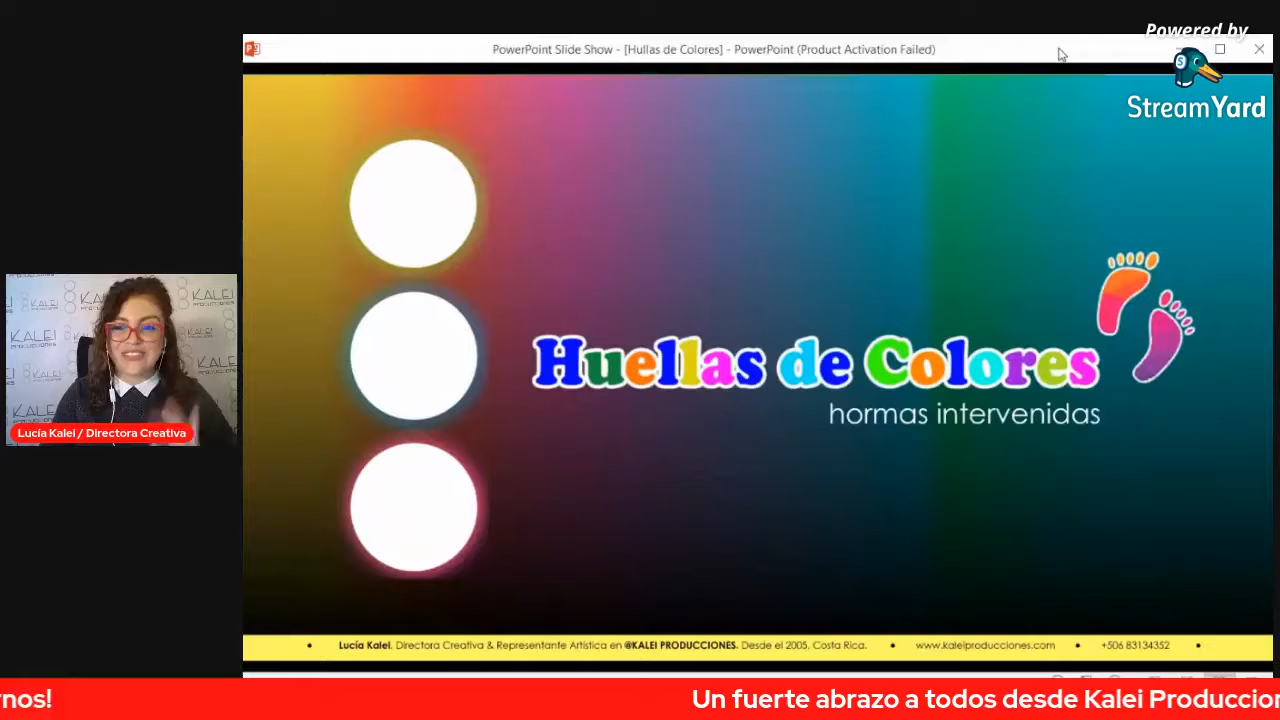 Powered by
StreamYard
PowerPoint Slide Show - [Hullas de Colores] - PowerPoint (Product Activation Failed)
Huellas de Colores
hormas intervenidas
KALEI
PRODUCCIONES
Lucía Kalei / Directora Creativa
• Lucía Kalei, Directora Creativa & Representante Artística en @KALEI PRODUCCIONES. Desde el 2005, Costa Rica. • www.kaleiproducciones.com • +506 83134352 •
rnos! Un fuerte abrazo a todos desde Kalei Produccion